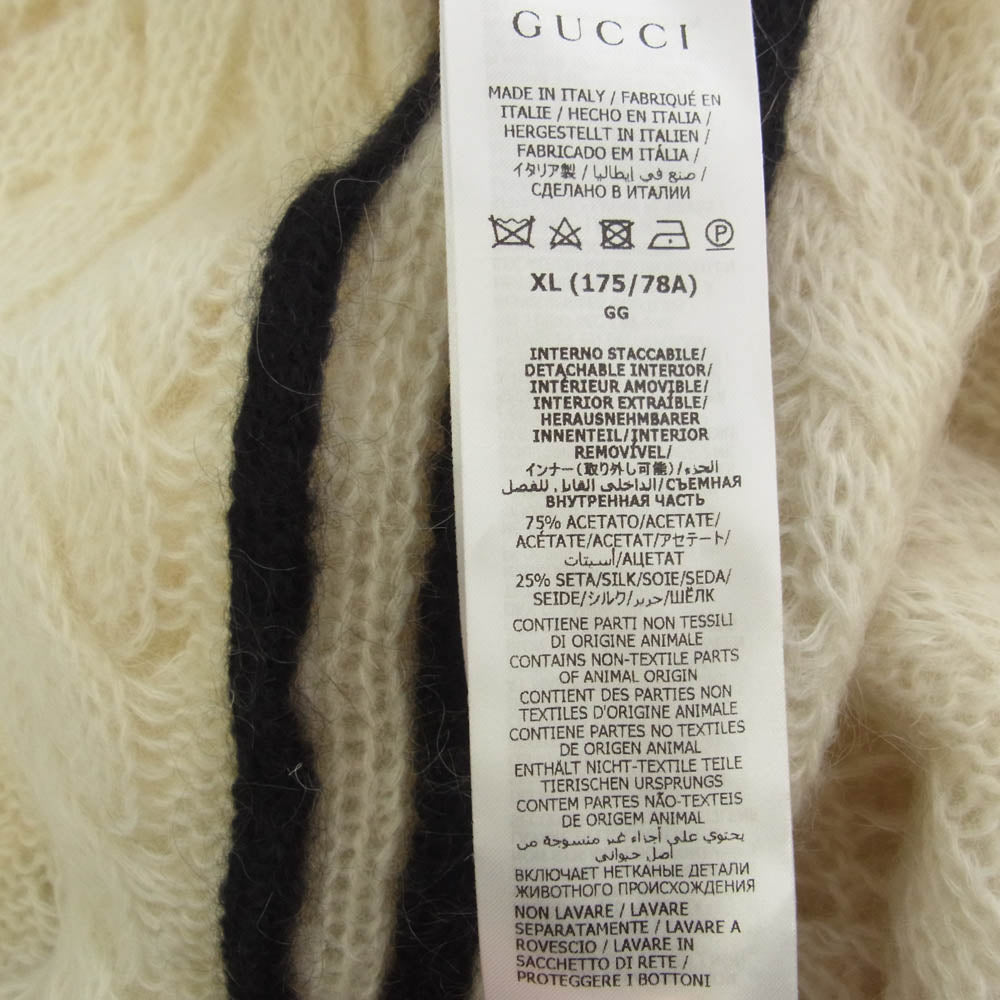 GUCCI
MADE IN ITALY / FABRIQUÉ EN
ITALIE / HECHO EN ITALIA /
HERGESTELLT IN ITALIEN /
FABRICADO EM ITÁLIA /
イタリア製 / صنع في إيطاليا /
СДЕЛАНО В ИТАЛИИ
P
XL (175/78A)
GG
INTERNO STACCABILE/
DETACHABLE INTERIOR/
INTÉRIEUR AMOVIBLE/
INTERIOR EXTRAÍBLE/
HERAUSNEHMBARER
INNENTEIL/INTERIOR
REMOVÍVEL/
インナー(取り外し可能)/الجزء
الداخلي القابل للفصل/СЪЕМНАЯ
ВНУТРЕННАЯ ЧАСТЬ
75% ACETATO/ACETATE/
ACÉTATE/ACETAT/アセテート/
أسيتات/АЦЕТАТ
25% SETA/SILK/SOIE/SEDA/
SEIDE/シルク/حرير/ШЁЛК
CONTIENE PARTI NON TESSILI
DI ORIGINE ANIMALE
CONTAINS NON-TEXTILE PARTS
OF ANIMAL ORIGIN
CONTIENT DES PARTIES NON
TEXTILES D'ORIGINE ANIMALE
CONTIENE PARTES NO TEXTILES
DE ORIGEN ANIMAL
ENTHÄLT NICHT-TEXTILE TEILE
TIERISCHEN URSPRUNGS
CONTEM PARTES NÃO-TEXTEIS
DE ORIGEM ANIMAL
يحتوي على أجزاء غير منسوجة من
أصل حيواني
ВКЛЮЧАЕТ НЕТКАНЫЕ ДЕТАЛИ
ЖИВОТНОГО ПРОИСХОЖДЕНИЯ
NON LAVARE / LAVARE
SEPARATAMENTE / LAVARE A
ROVESCIO / LAVARE IN
SACCHETTO DI RETE /
PROTEGGERE I BOTTONI